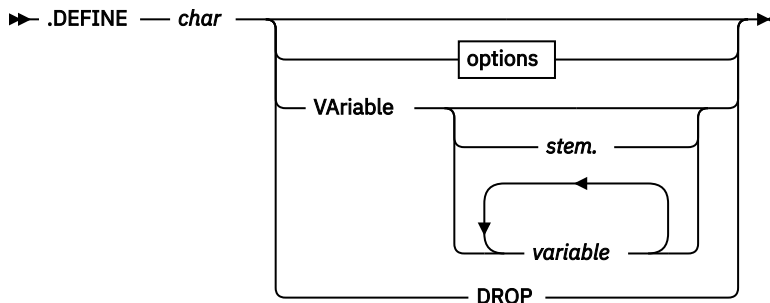 .DEFINE char
options
VAriable
stem.
variable
DROP